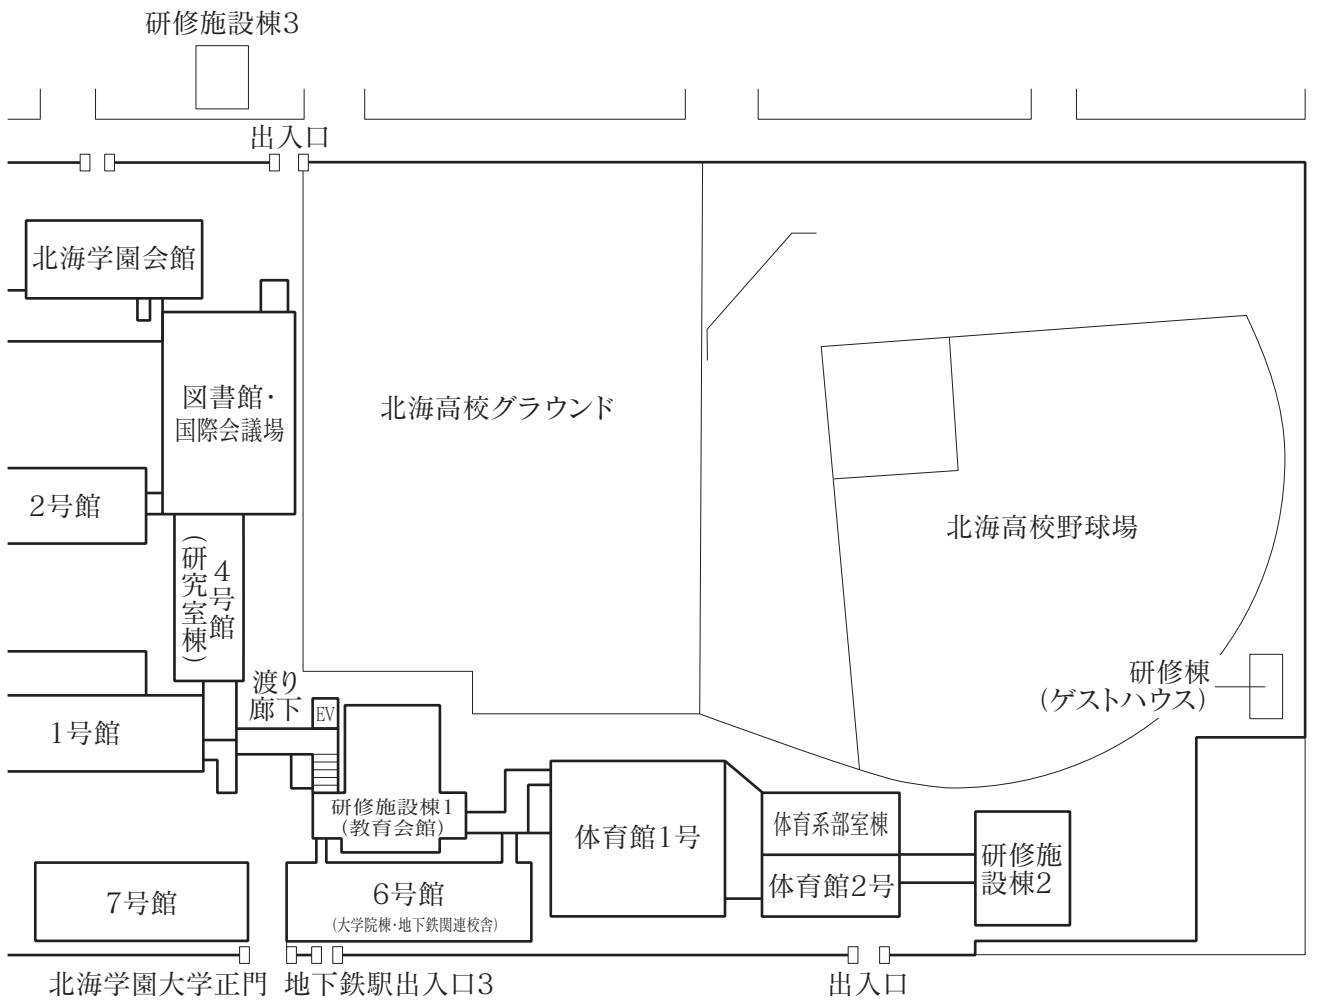 研修施設棟3
出入口
北海学園会館
図書館・
国際会議場
北海高校グラウンド
2号館
北海高校野球場
4号館
(研究室棟)
研修棟
(ゲストハウス)
渡り
廊下
EV
1号館
研修施設棟1
(教育会館)
体育館1号
体育系部室棟
研修施
設棟2
体育館2号
7号館
6号館
(大学院棟・地下鉄関連校舎)
北海学園大学正門
地下鉄駅出入口3
出入口